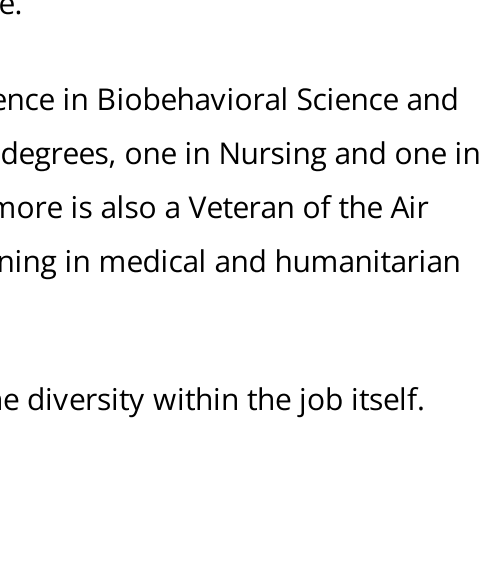 e.
ence in Biobehavioral Science and
degrees, one in Nursing and one in
more is also a Veteran of the Air
ning in medical and humanitarian
e diversity within the job itself.